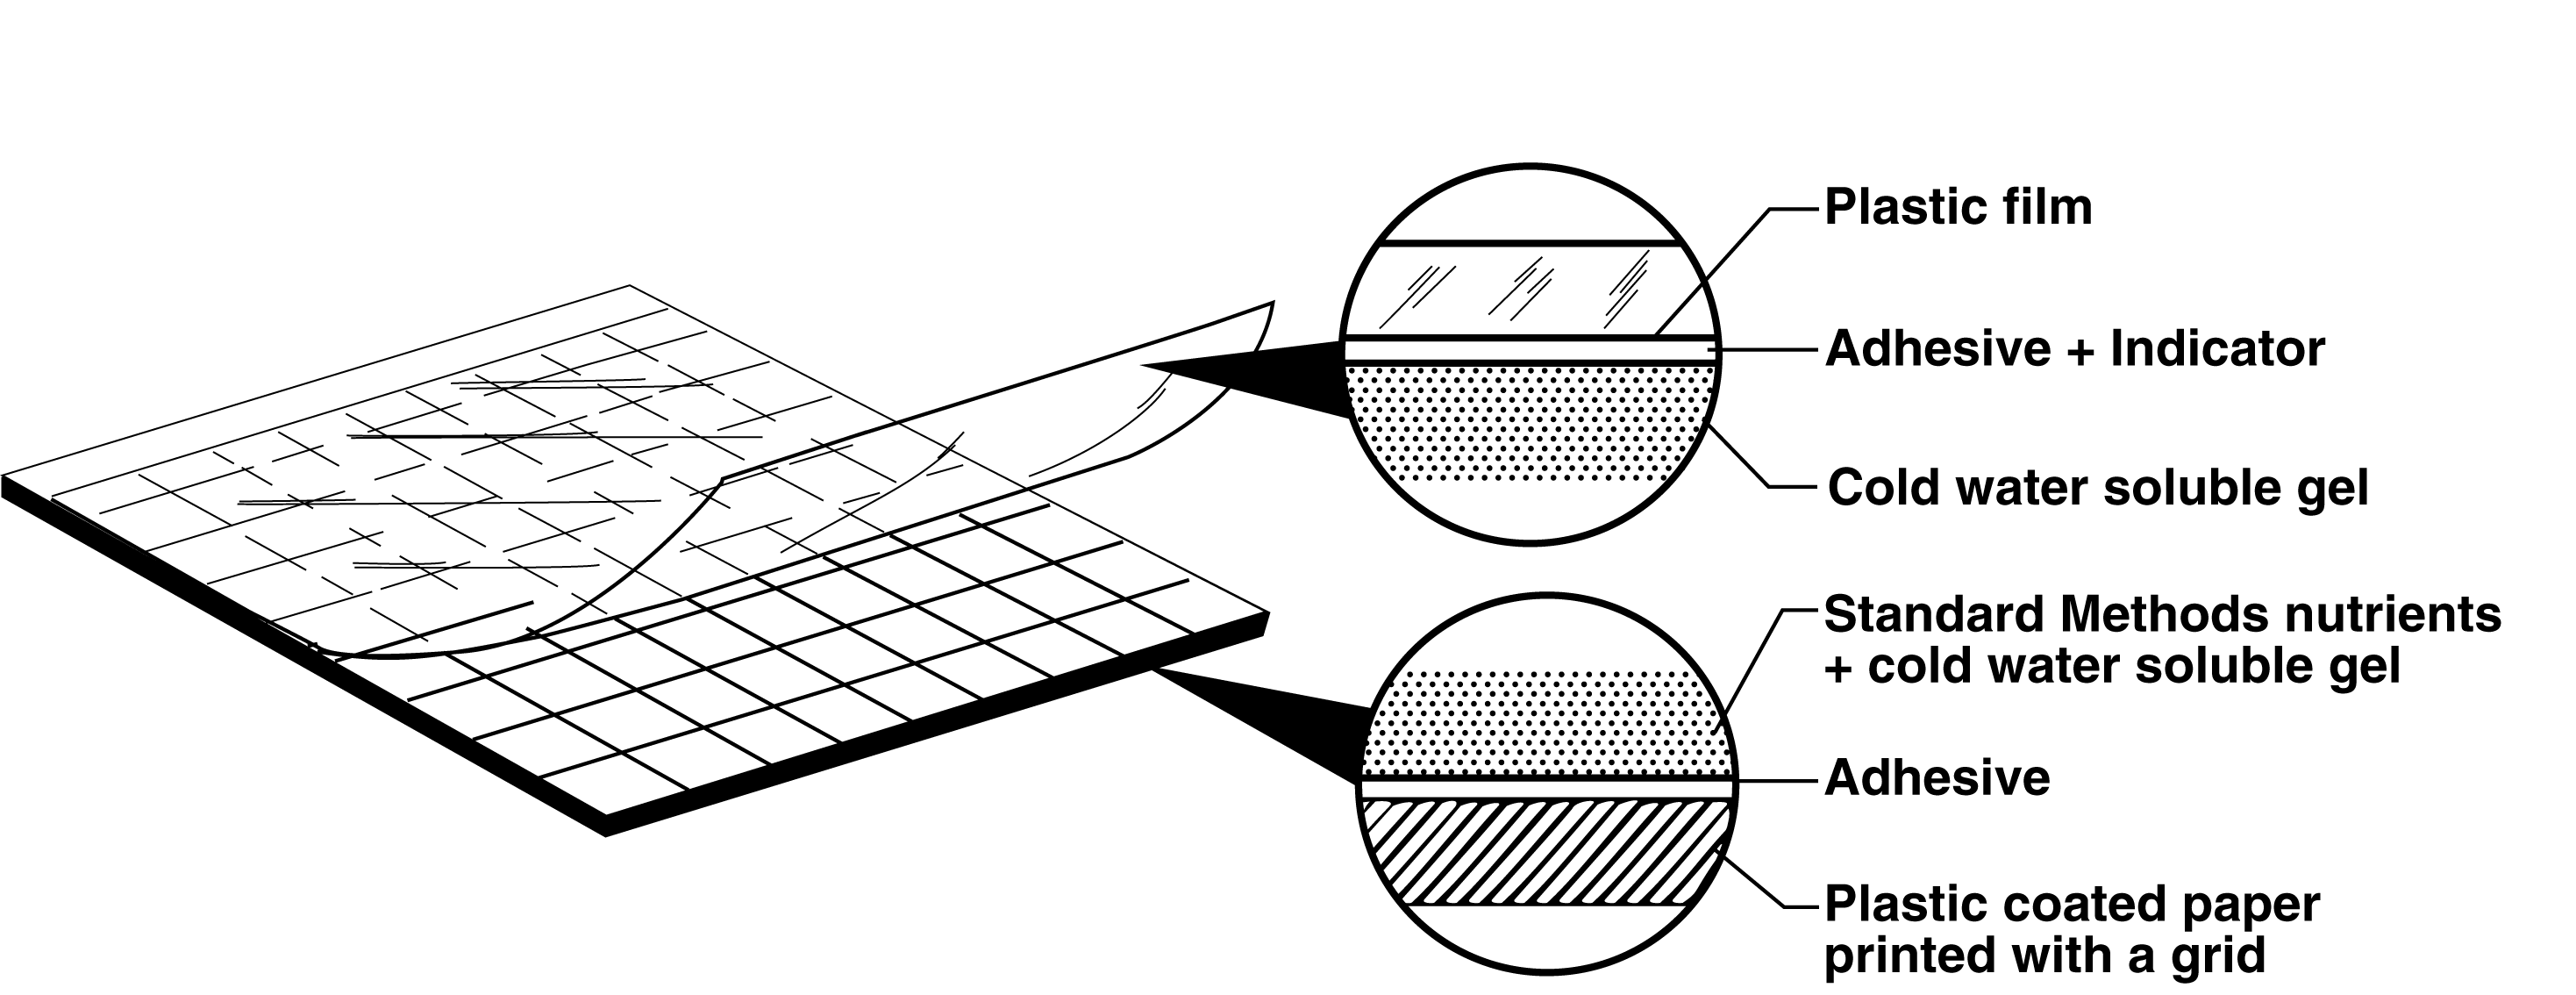 Plastic film
Adhesive + Indicator
Cold water soluble gel
Standard Methods nutrients
+ cold water soluble gel
Adhesive
Plastic coated paper
printed with a grid